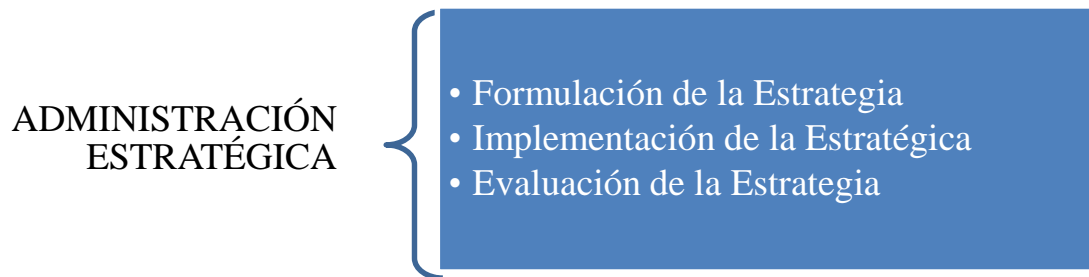 ADMINISTRACIÓN
ESTRATÉGICA
• Formulación de la Estrategia
• Implementación de la Estratégica
• Evaluación de la Estrategia